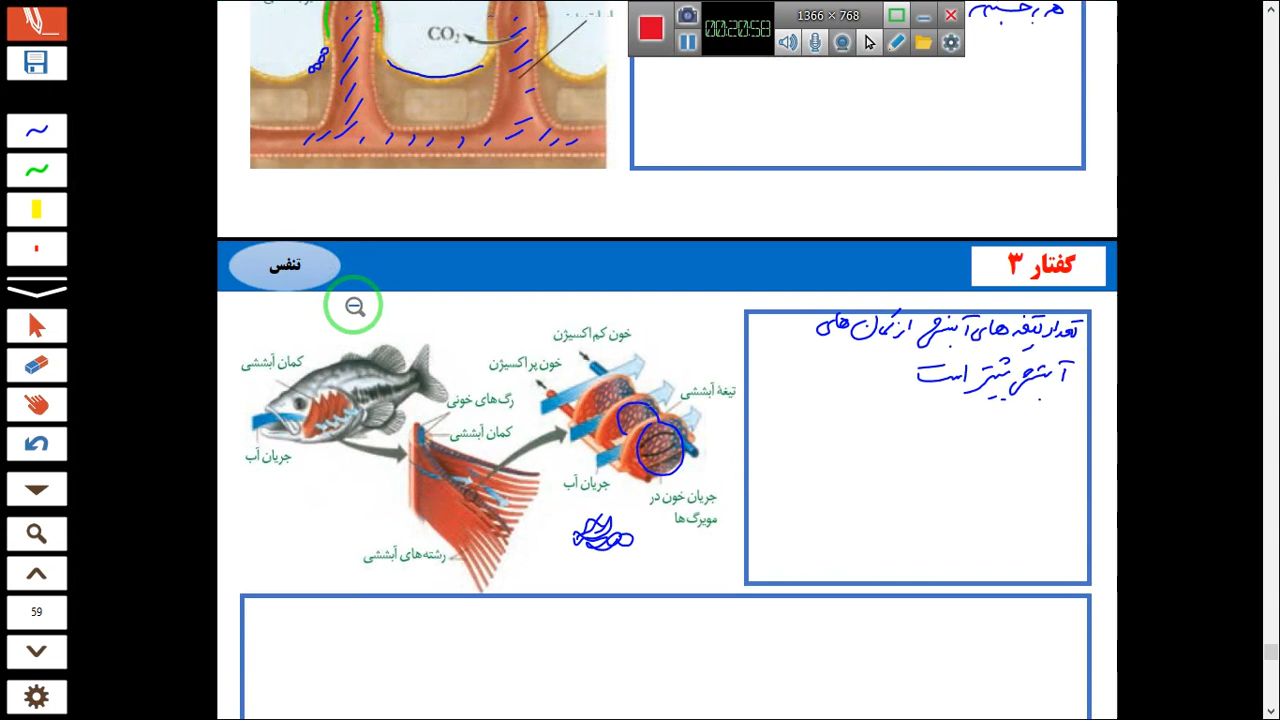 1366 × 768
00:20:58
CO₂
گفتار ۳
تنفس
تعداد تیغه های آبششی از کمان های
آبششی بیشتر است
خون کم اکسیژن
خون پر اکسیژن
تیغهٔ آبششی
کمان آبششی
رگ‌های خونی
کمان آبششی
جریان آب
جریان آب
جریان خون در
مویرگ‌ها
رشته‌های آبششی
59